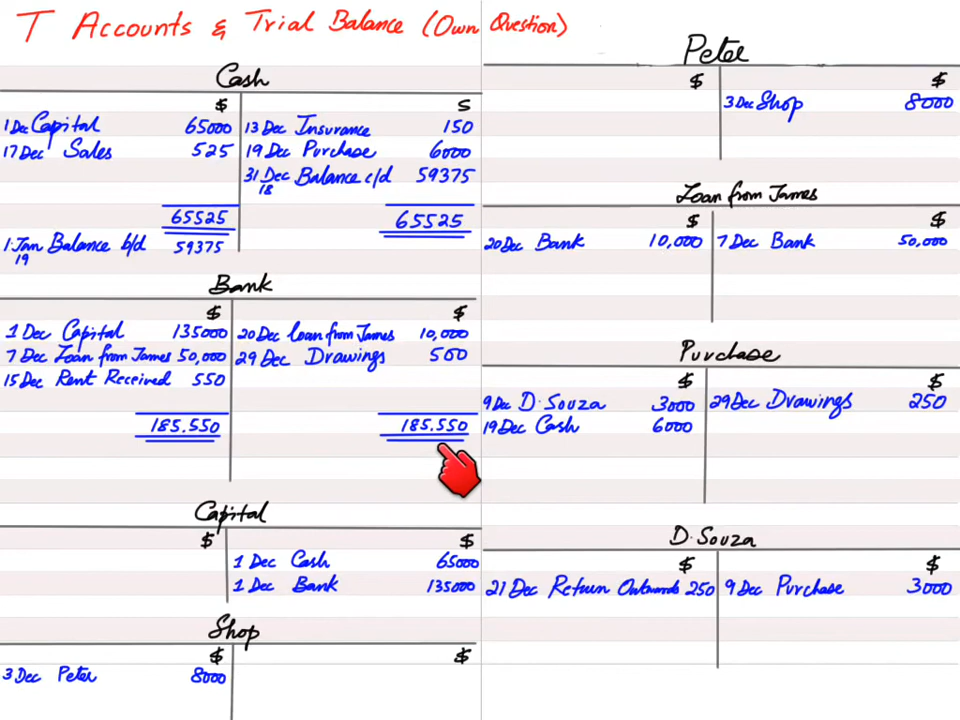 T Accounts & Trial Balance (Own Question)
Cash
$ $
1 Dec Capital 65000 13 Dec Insurance 150
17 Dec Sales 525 19 Dec Purchase 6000
31 Dec Balance c/d 59375
18
65525 65525
1 Jan Balance b/d 59375
19
Bank
$ $
1 Dec Capital 135000 20 Dec loan from James 10,000
7 Dec Loan from James 50,000 29 Dec Drawings 500
15 Dec Rent Received 550
185.550 185.550
Capital
$ $
1 Dec Cash 65000
1 Dec Bank 135000
Shop
$ $
3 Dec Peter 8000
Peter
$ $
3 Dec Shop 8000
Loan from James
$ $
20 Dec Bank 10,000 7 Dec Bank 50,000
Purchase
$ $
9 Dec D. Souza 3000 29 Dec Drawings 250
19 Dec Cash 6000
D. Souza
$ $
21 Dec Return Outwards 250 9 Dec Purchase 3000